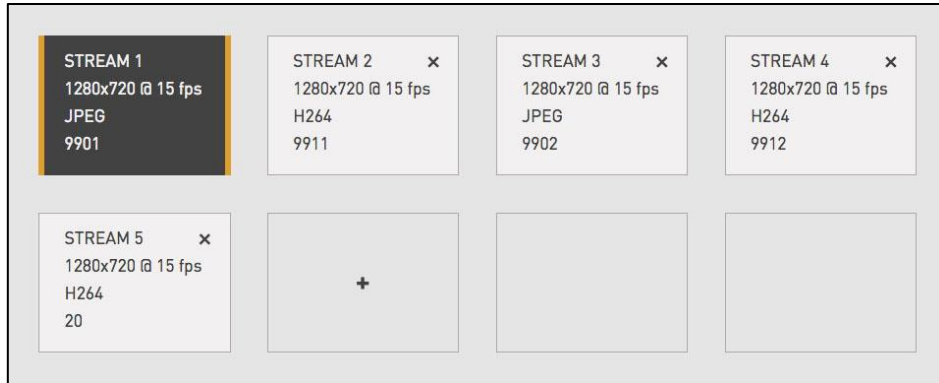 STREAM 1
1280x720 @ 15 fps
JPEG
9901
STREAM 2 ×
1280x720 @ 15 fps
H264
9911
STREAM 3 ×
1280x720 @ 15 fps
JPEG
9902
STREAM 4 ×
1280x720 @ 15 fps
H264
9912
STREAM 5 ×
1280x720 @ 15 fps
H264
20
+